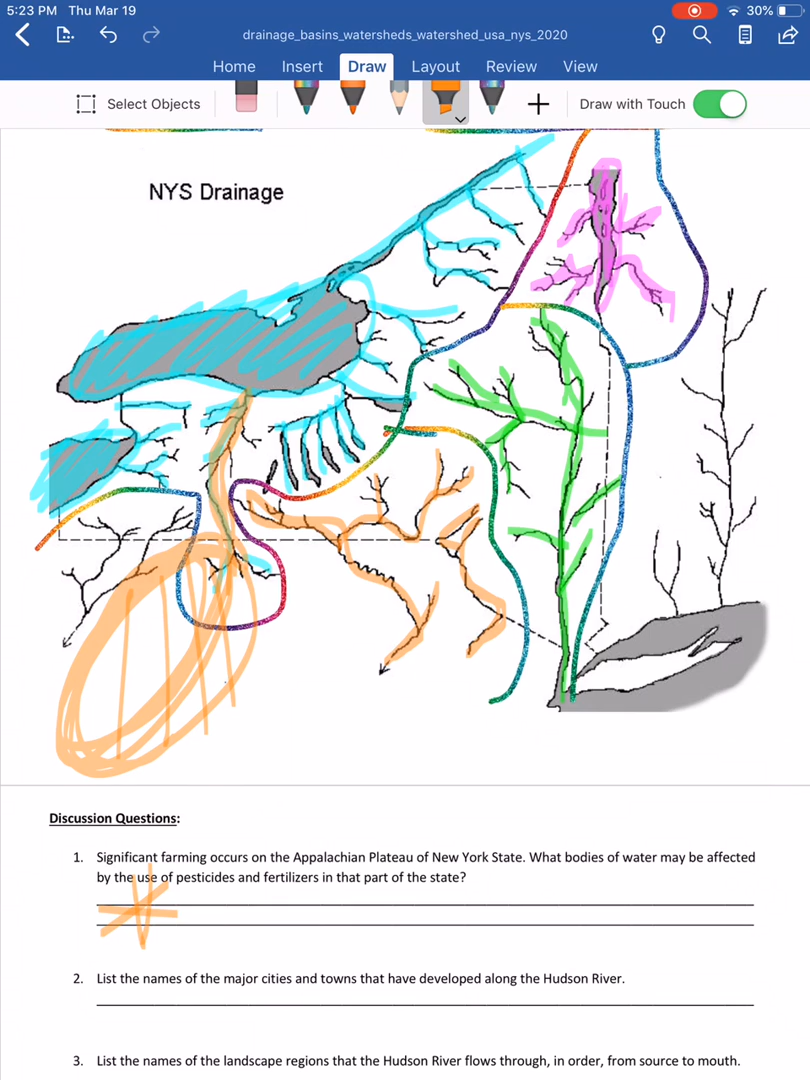 5:23 PM Thu Mar 19
30%
drainage_basins_watersheds_watershed_usa_nys_2020
Home Insert Draw Layout Review View
Select Objects
Draw with Touch
NYS Drainage
Discussion Questions:
1. Significant farming occurs on the Appalachian Plateau of New York State. What bodies of water may be affected
by the use of pesticides and fertilizers in that part of the state?
2. List the names of the major cities and towns that have developed along the Hudson River.
3. List the names of the landscape regions that the Hudson River flows through, in order, from source to mouth.